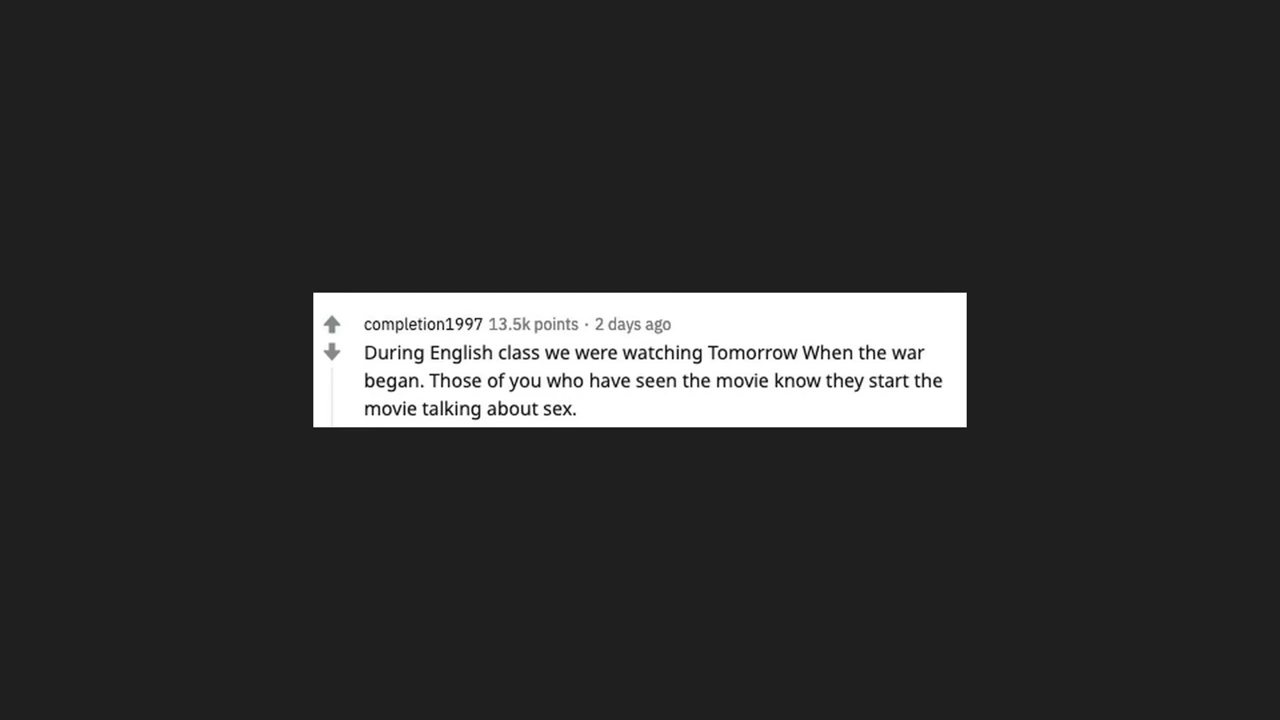 completion1997 13.5k points · 2 days ago
During English class we were watching Tomorrow When the war
began. Those of you who have seen the movie know they start the
movie talking about sex.